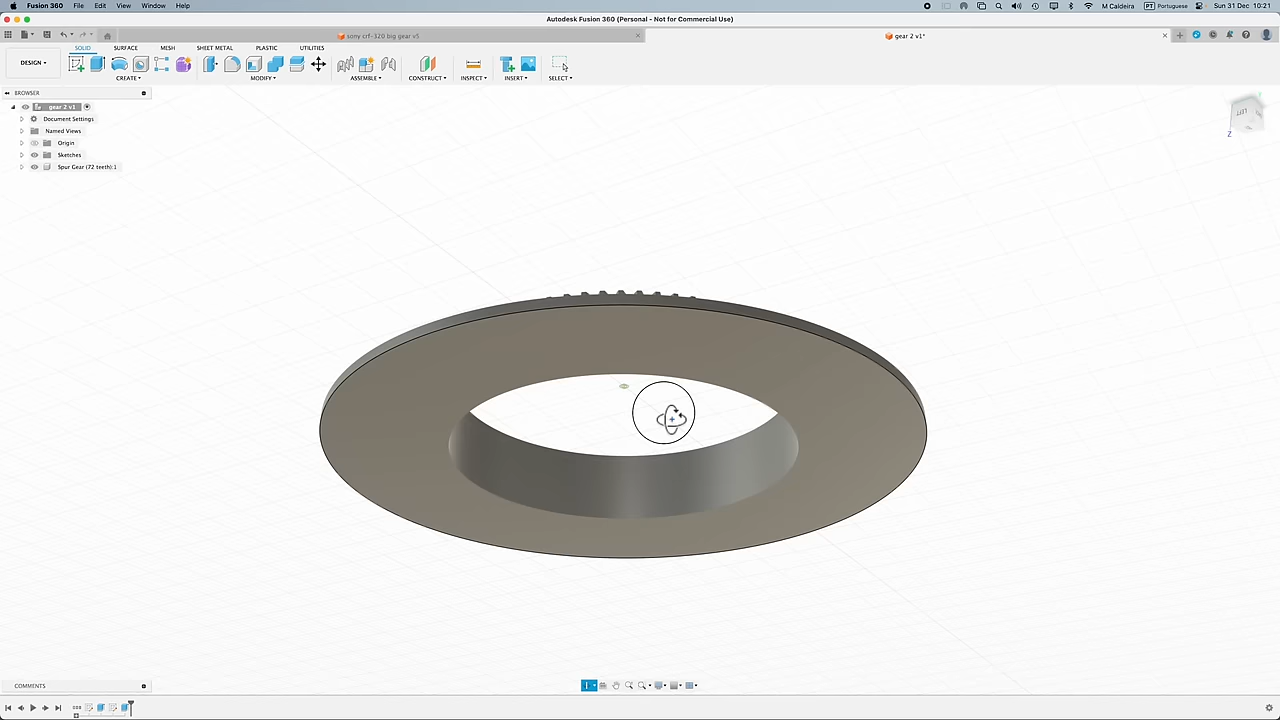 Fusion 360 File Edit View Window Help M Caldeira PT Portuguese Sun 31 Dec 10:21
Autodesk Fusion 360 (Personal - Not for Commercial Use)
sony crf-320 big gear v5
gear 2 v1*
SOLID SURFACE MESH SHEET METAL PLASTIC UTILITIES
DESIGN
CREATE MODIFY ASSEMBLE CONSTRUCT INSPECT INSERT SELECT
BROWSER
gear 2 v1
Document Settings
Named Views
Origin
Sketches
Spur Gear (72 teeth):1
LEFT
Z
COMMENTS